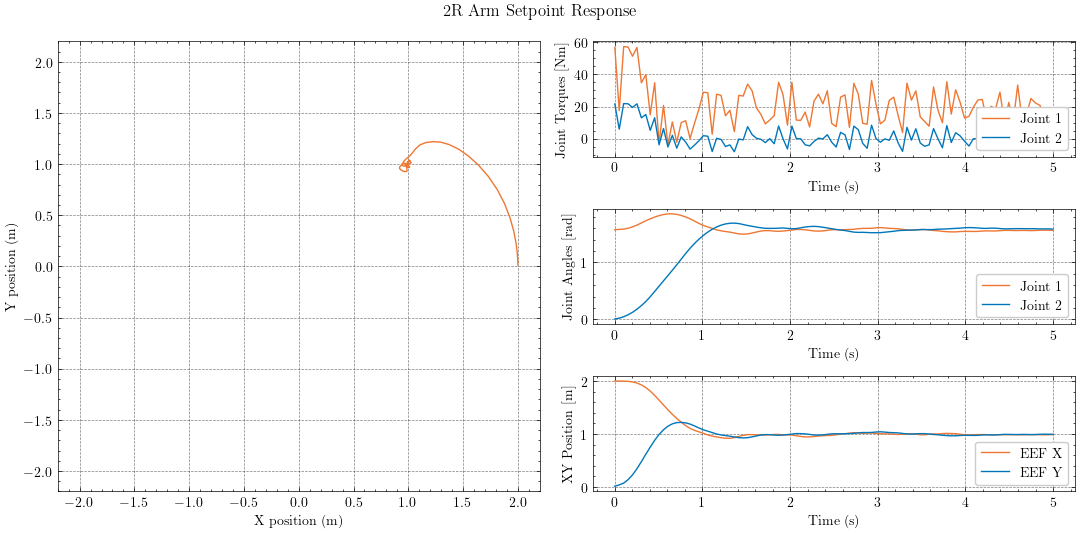 2R Arm Setpoint Response
2.0
1.5
1.0
0.5
0.0
−0.5
−1.0
−1.5
−2.0
Y position (m)
−2.0 −1.5 −1.0 −0.5 0.0 0.5 1.0 1.5 2.0
X position (m)
Joint Torques [Nm]
60
40
20
0
Joint 1
Joint 2
0 1 2 3 4 5
Time (s)
Joint Angles [rad]
1
0
Joint 1
Joint 2
0 1 2 3 4 5
Time (s)
XY Position [m]
2
1
0
EEF X
EEF Y
0 1 2 3 4 5
Time (s)